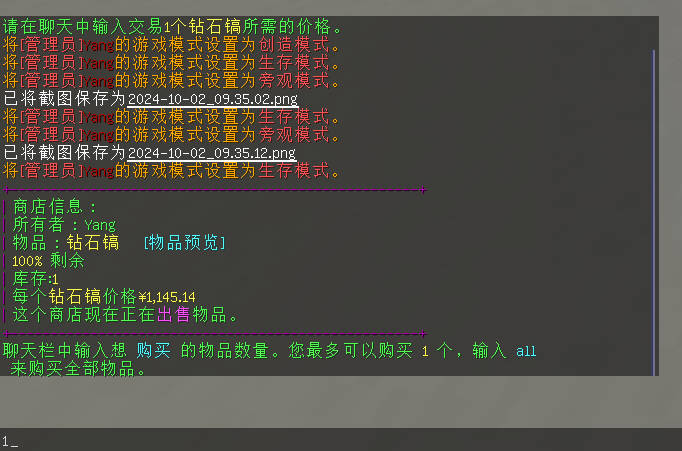 请在聊天中输入交易1个钻石镐所需的价格。
将[管理员]Yang的游戏模式设置为创造模式。
将[管理员]Yang的游戏模式设置为生存模式。
将[管理员]Yang的游戏模式设置为旁观模式。
已将截图保存为2024-10-02_09.35.02.png
将[管理员]Yang的游戏模式设置为生存模式。
将[管理员]Yang的游戏模式设置为旁观模式。
已将截图保存为2024-10-02_09.35.12.png
将[管理员]Yang的游戏模式设置为生存模式。
+---------------------------------------------------+
| 商店信息：
| 所有者：Yang
| 物品：钻石镐 [物品预览]
| 100% 剩余
| 库存:1
| 每个钻石镐价格¥1,145.14
| 这个商店现在正在出售物品。
+---------------------------------------------------+
聊天栏中输入想 购买 的物品数量。您最多可以购买 1 个，输入 all
来购买全部物品。
1_